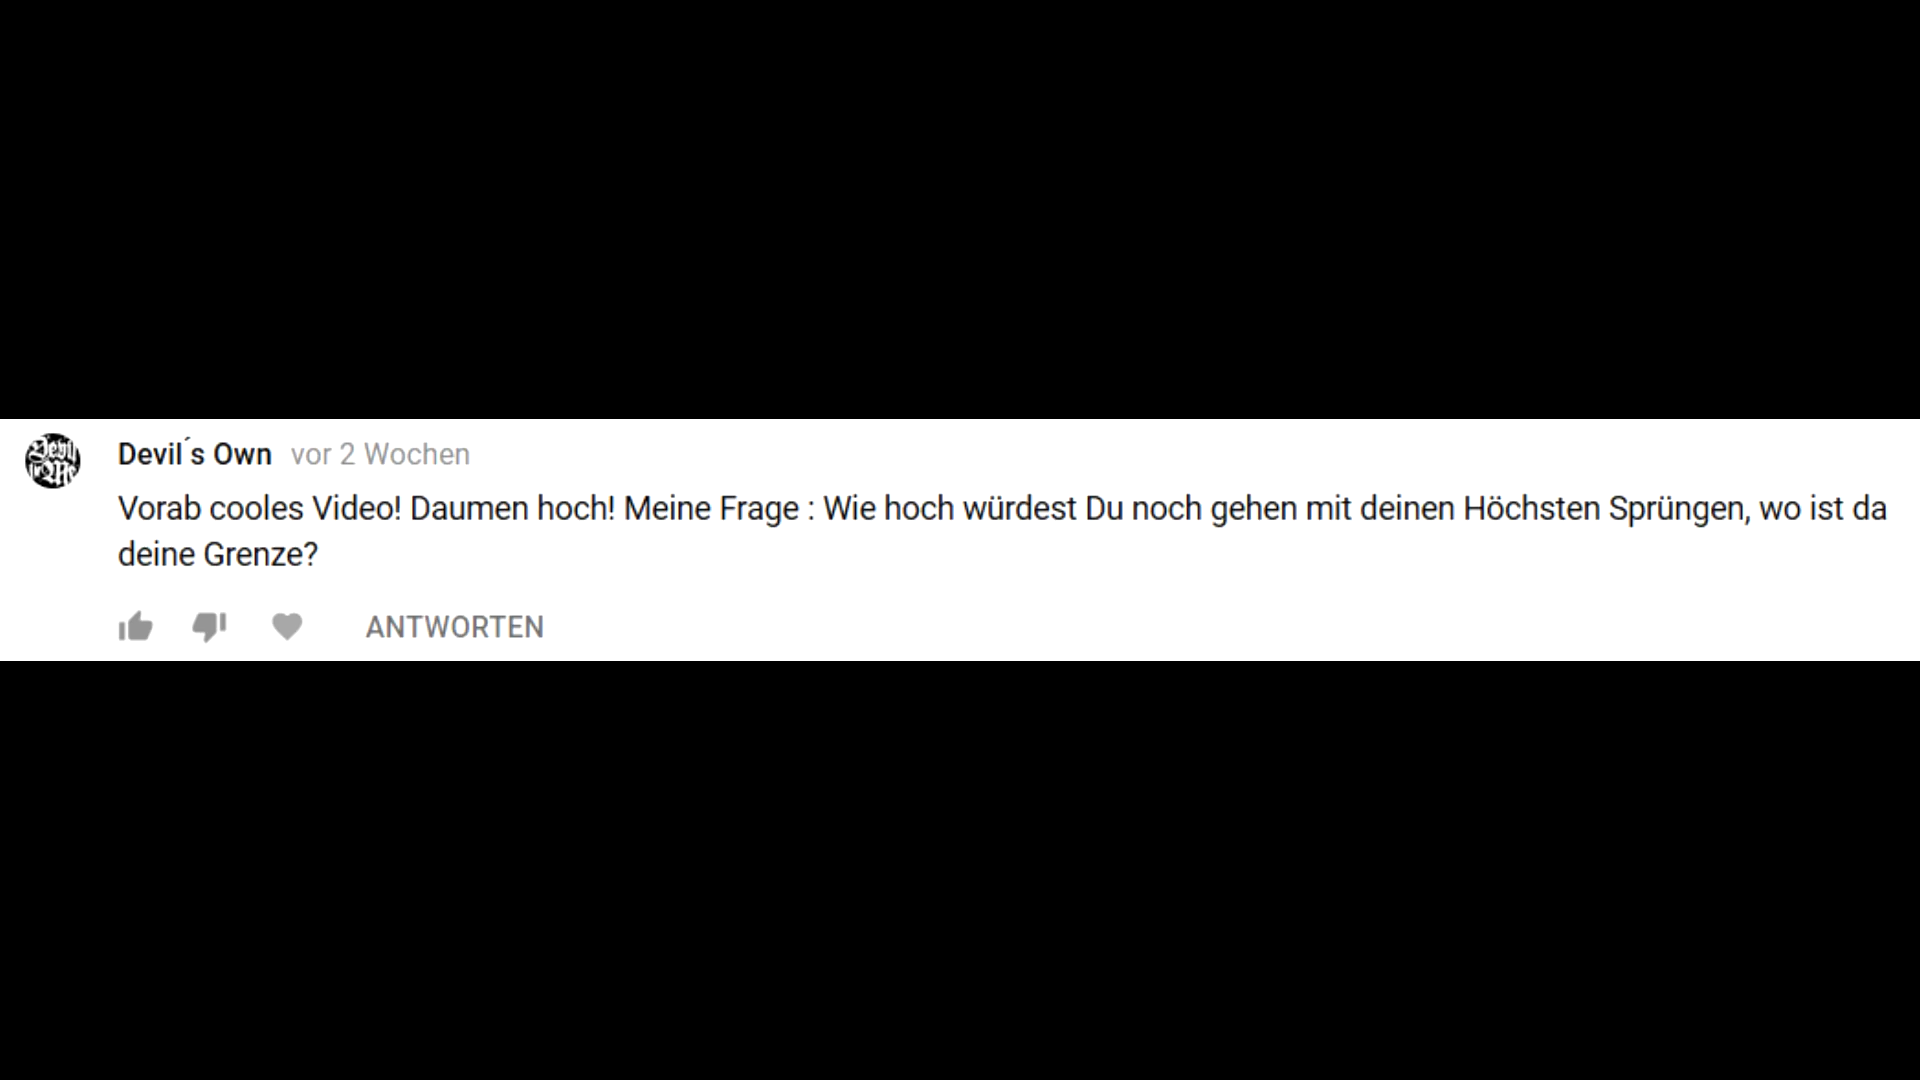 Devil´s Own vor 2 Wochen
Vorab cooles Video! Daumen hoch! Meine Frage : Wie hoch würdest Du noch gehen mit deinen Höchsten Sprüngen, wo ist da
deine Grenze?
ANTWORTEN